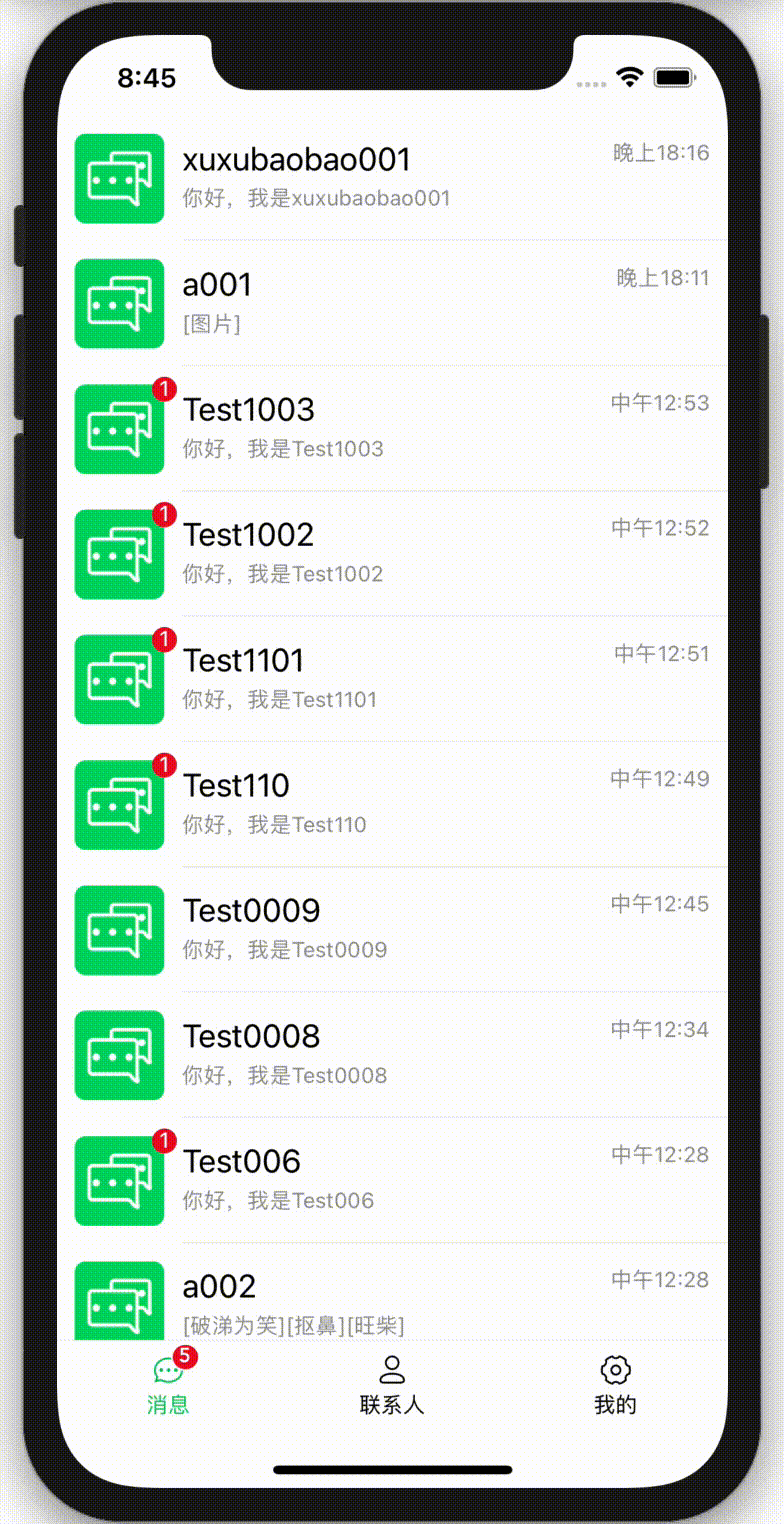 8:45
xuxubaobao001
晚上18:16
你好，我是xuxubaobao001
a001
晚上18:11
[图片]
1
Test1003
中午12:53
你好，我是Test1003
1
Test1002
中午12:52
你好，我是Test1002
1
Test1101
中午12:51
你好，我是Test1101
1
Test110
中午12:49
你好，我是Test110
Test0009
中午12:45
你好，我是Test0009
Test0008
中午12:34
你好，我是Test0008
1
Test006
中午12:28
你好，我是Test006
a002
中午12:28
[破涕为笑][抠鼻][旺柴]
5
消息
联系人
我的